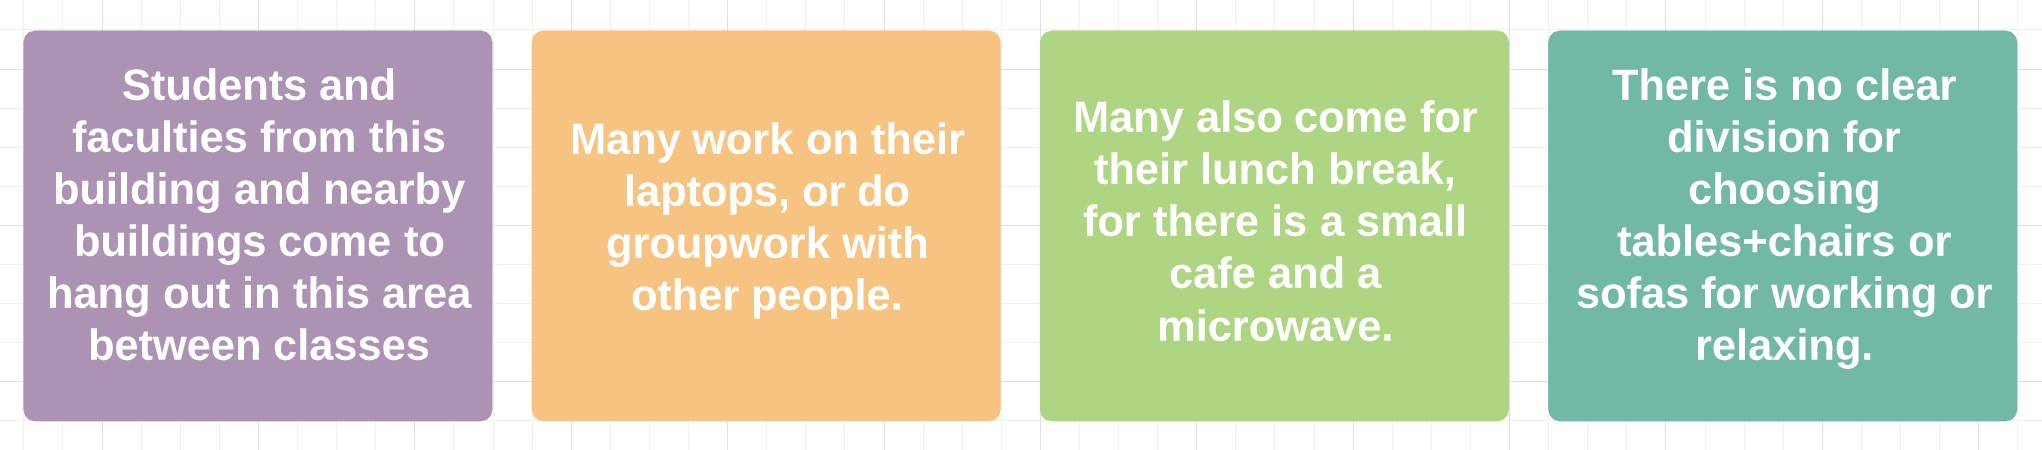 Students and
faculties from this
building and nearby
buildings come to
hang out in this area
between classes
Many work on their
laptops, or do
groupwork with
other people.
Many also come for
their lunch break,
for there is a small
cafe and a
microwave.
There is no clear
division for
choosing
tables+chairs or
sofas for working or
relaxing.